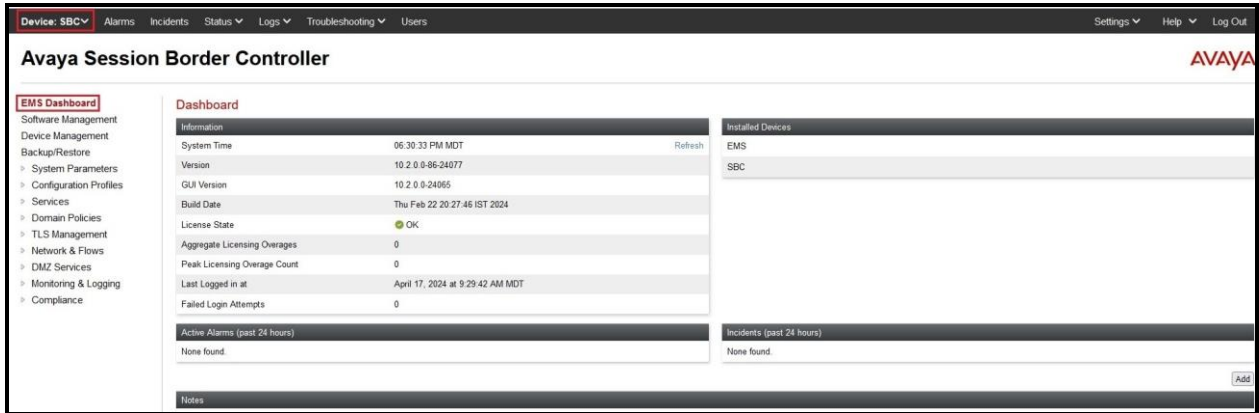 Device: SBC Alarms Incidents Status Logs Troubleshooting Users Settings Help Log Out
Avaya Session Border Controller AVAYA
EMS Dashboard
Software Management
Device Management
Backup/Restore
System Parameters
Configuration Profiles
Services
Domain Policies
TLS Management
Network & Flows
DMZ Services
Monitoring & Logging
Compliance
Dashboard
Information
System Time 06:30:33 PM MDT Refresh
Version 10.2.0.0-86-24077
GUI Version 10.2.0.0-24065
Build Date Thu Feb 22 20:27:46 IST 2024
License State OK
Aggregate Licensing Overages 0
Peak Licensing Overage Count 0
Last Logged in at April 17, 2024 at 9:29:42 AM MDT
Failed Login Attempts 0
Installed Devices
EMS
SBC
Active Alarms (past 24 hours)
None found.
Incidents (past 24 hours)
None found.
Add
Notes